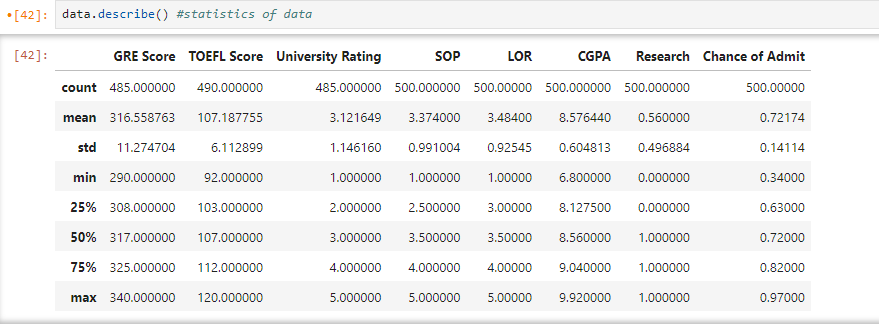 •[42]: data.describe() #statistics of data
[42]: GRE Score TOEFL Score University Rating SOP LOR CGPA Research Chance of Admit
count 485.000000 490.000000 485.000000 500.000000 500.00000 500.000000 500.000000 500.00000
mean 316.558763 107.187755 3.121649 3.374000 3.48400 8.576440 0.560000 0.72174
std 11.274704 6.112899 1.146160 0.991004 0.92545 0.604813 0.496884 0.14114
min 290.000000 92.000000 1.000000 1.000000 1.00000 6.800000 0.000000 0.34000
25% 308.000000 103.000000 2.000000 2.500000 3.00000 8.127500 0.000000 0.63000
50% 317.000000 107.000000 3.000000 3.500000 3.50000 8.560000 1.000000 0.72000
75% 325.000000 112.000000 4.000000 4.000000 4.00000 9.040000 1.000000 0.82000
max 340.000000 120.000000 5.000000 5.000000 5.00000 9.920000 1.000000 0.97000